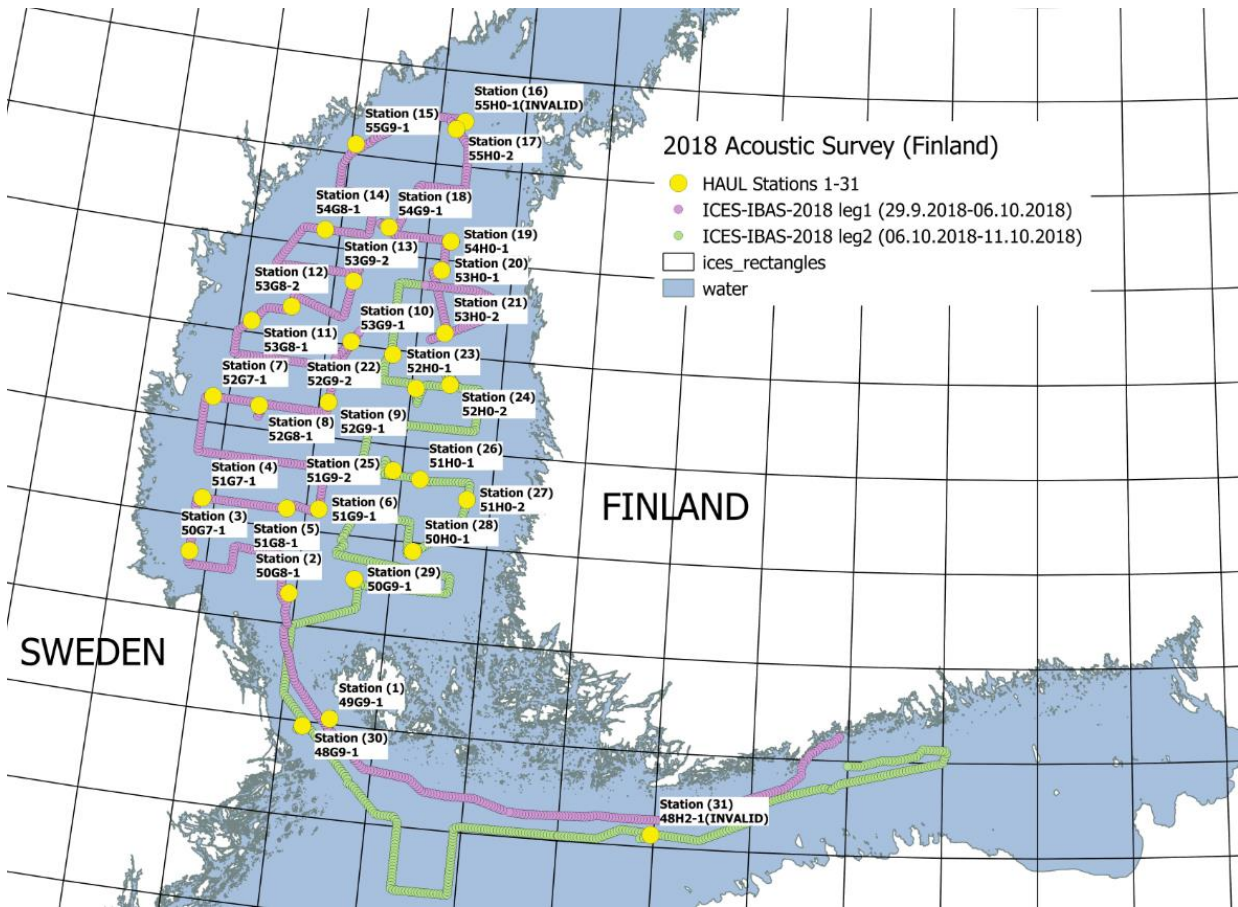 Station (16)
55H0-1(INVALID)
Station (15)
55G9-1
Station (17)
55H0-2
2018 Acoustic Survey (Finland)
HAUL Stations 1-31
ICES-IBAS-2018 leg1 (29.9.2018-06.10.2018)
ICES-IBAS-2018 leg2 (06.10.2018-11.10.2018)
ices_rectangles
water
Station (14)
54G8-1
Station (18)
54G9-1
Station (19)
54H0-1
Station (13)
53G9-2
Station (20)
53H0-1
Station (12)
53G8-2
Station (21)
53H0-2
Station (10)
53G9-1
Station (11)
53G8-1
Station (23)
52H0-1
Station (7)
52G7-1
Station (22)
52G9-2
Station (24)
52H0-2
Station (8)
52G8-1
Station (9)
52G9-1
Station (26)
51H0-1
Station (4)
51G7-1
Station (25)
51G9-2
Station (27)
51H0-2
FINLAND
Station (6)
51G9-1
Station (3)
50G7-1
Station (5)
51G8-1
Station (28)
50H0-1
Station (2)
50G8-1
Station (29)
50G9-1
SWEDEN
Station (1)
49G9-1
Station (30)
48G9-1
Station (31)
48H2-1(INVALID)